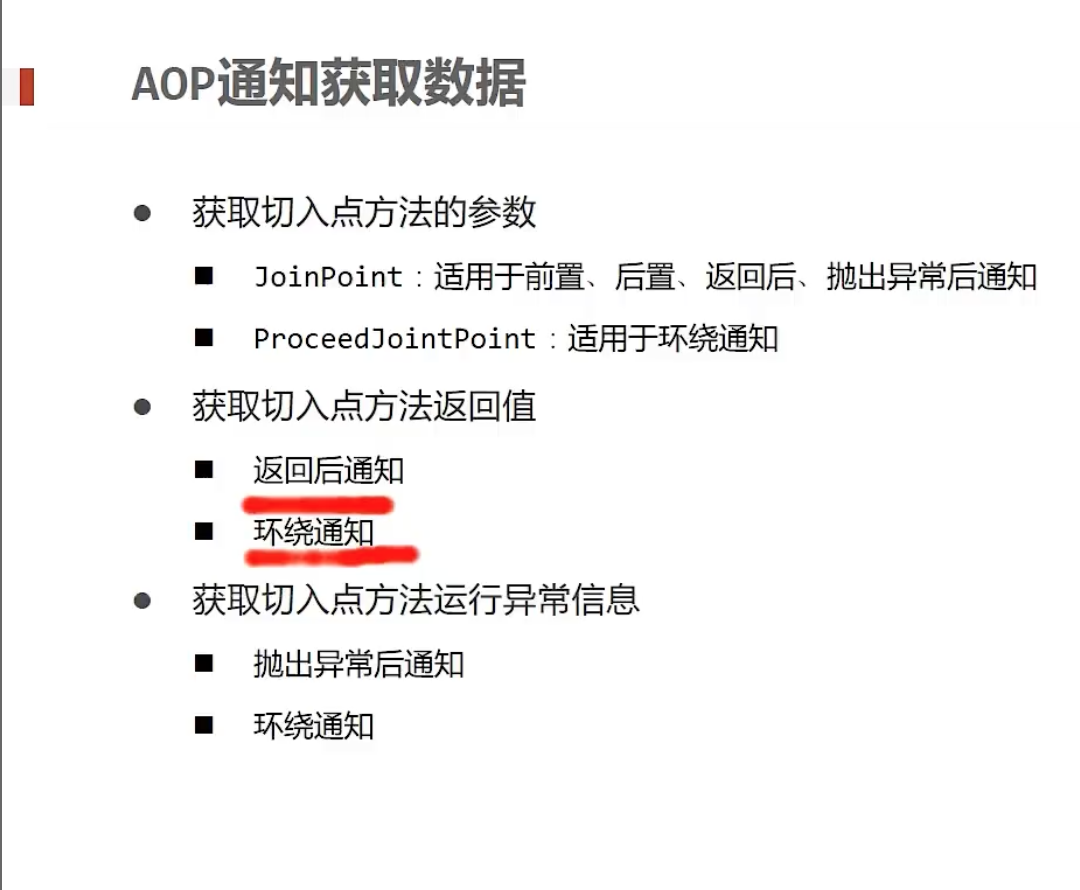 AOP通知获取数据
获取切入点方法的参数
JoinPoint：适用于前置、后置、返回后、抛出异常后通知
ProceedJointPoint：适用于环绕通知
获取切入点方法返回值
返回后通知
环绕通知
获取切入点方法运行异常信息
抛出异常后通知
环绕通知